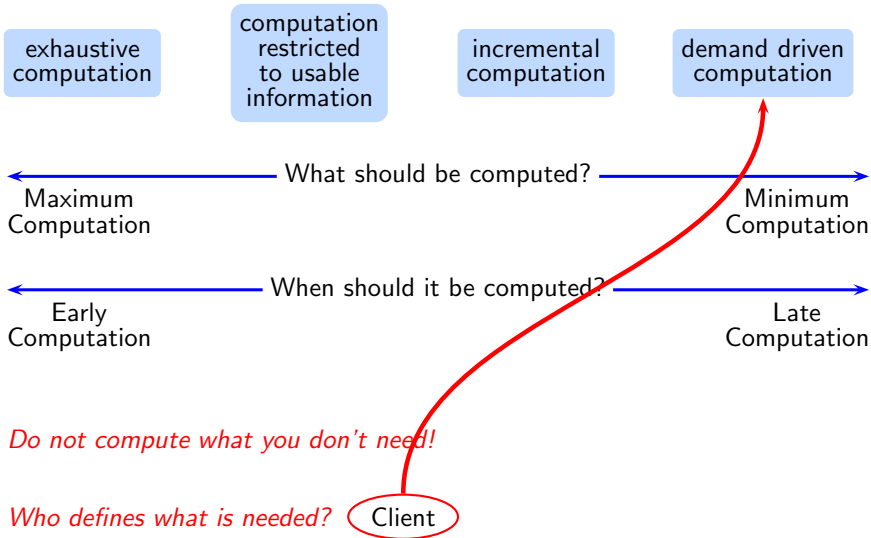 exhaustive
computation
computation
restricted
to usable
information
incremental
computation
demand driven
computation
What should be computed?
Maximum
Computation
Minimum
Computation
When should it be computed?
Early
Computation
Late
Computation
Do not compute what you don't need!
Who defines what is needed? Client